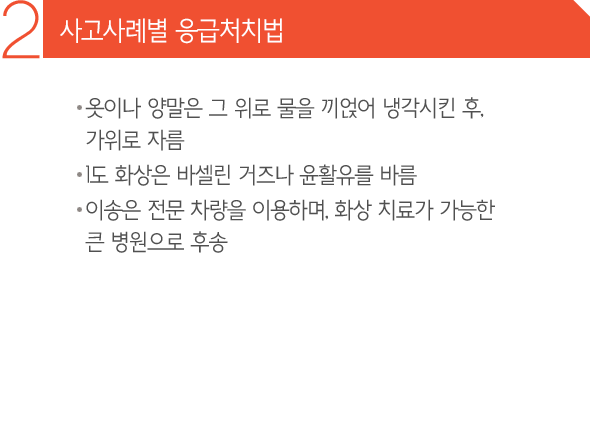 2 사고사례별 응급처치법
• 옷이나 양말은 그 위로 물을 끼얹어 냉각시킨 후,
가위로 자름
• 1도 화상은 바셀린 거즈나 윤활유를 바름
• 이송은 전문 차량을 이용하며, 화상 치료가 가능한
큰 병원으로 후송